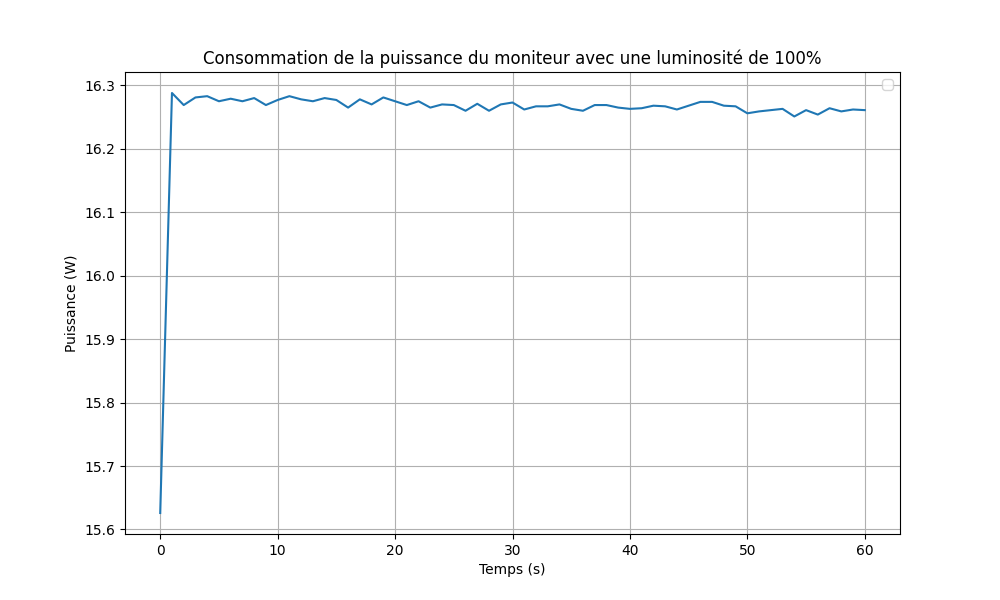 Consommation de la puissance du moniteur avec une luminosité de 100%
16.3
16.2
16.1
16.0
15.9
15.8
15.7
15.6
Puissance (W)
0 10 20 30 40 50 60
Temps (s)